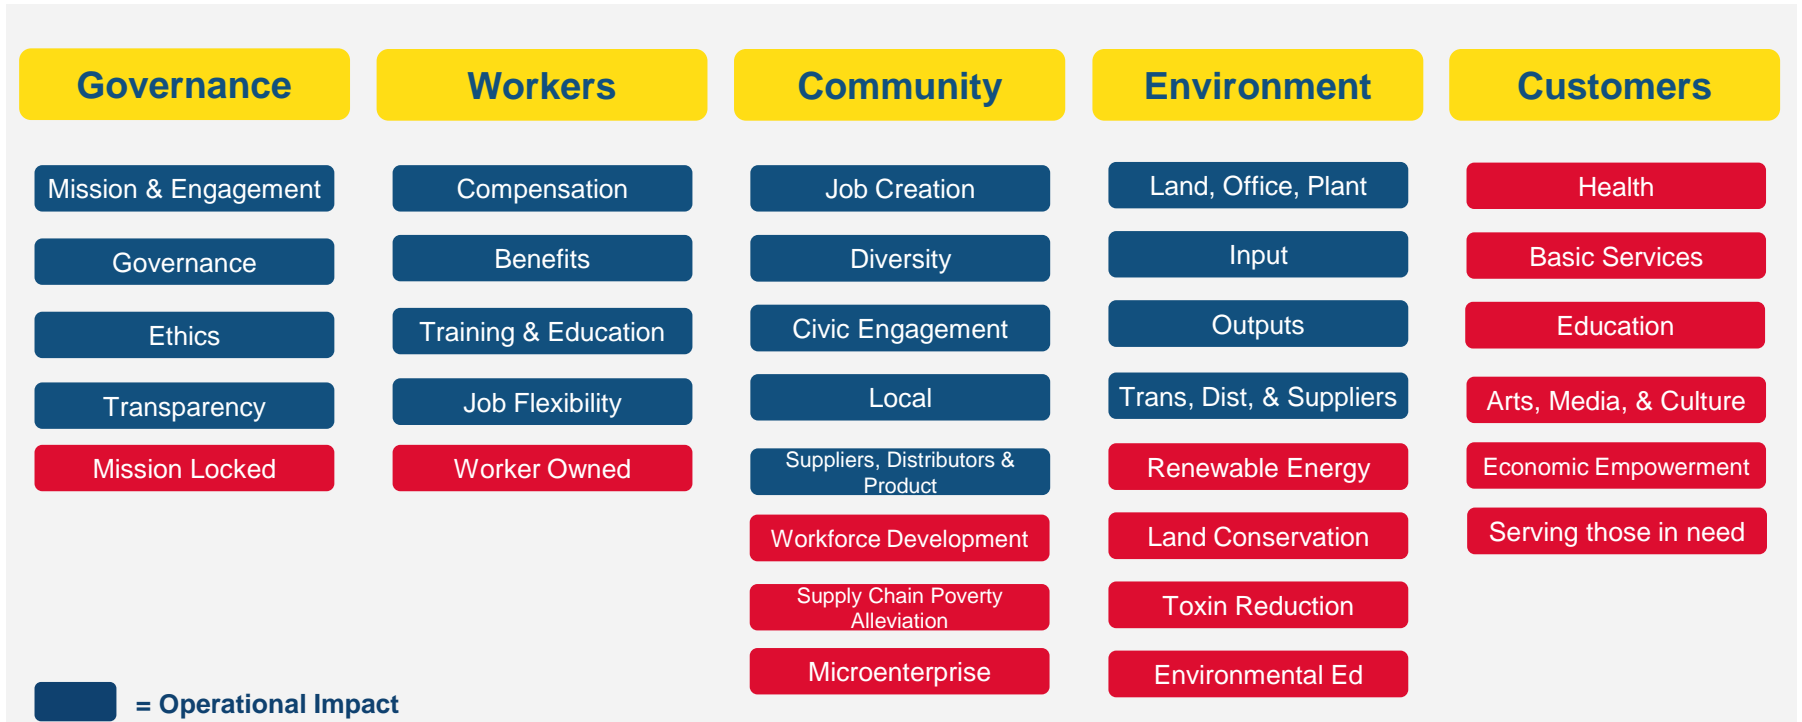 Governance
Workers
Community
Environment
Customers
Mission & Engagement
Governance
Ethics
Transparency
Mission Locked
Compensation
Benefits
Training & Education
Job Flexibility
Worker Owned
Job Creation
Diversity
Civic Engagement
Local
Suppliers, Distributors &
Product
Workforce Development
Supply Chain Poverty
Alleviation
Microenterprise
Land, Office, Plant
Input
Outputs
Trans, Dist, & Suppliers
Renewable Energy
Land Conservation
Toxin Reduction
Environmental Ed
Health
Basic Services
Education
Arts, Media, & Culture
Economic Empowerment
Serving those in need
= Operational Impact